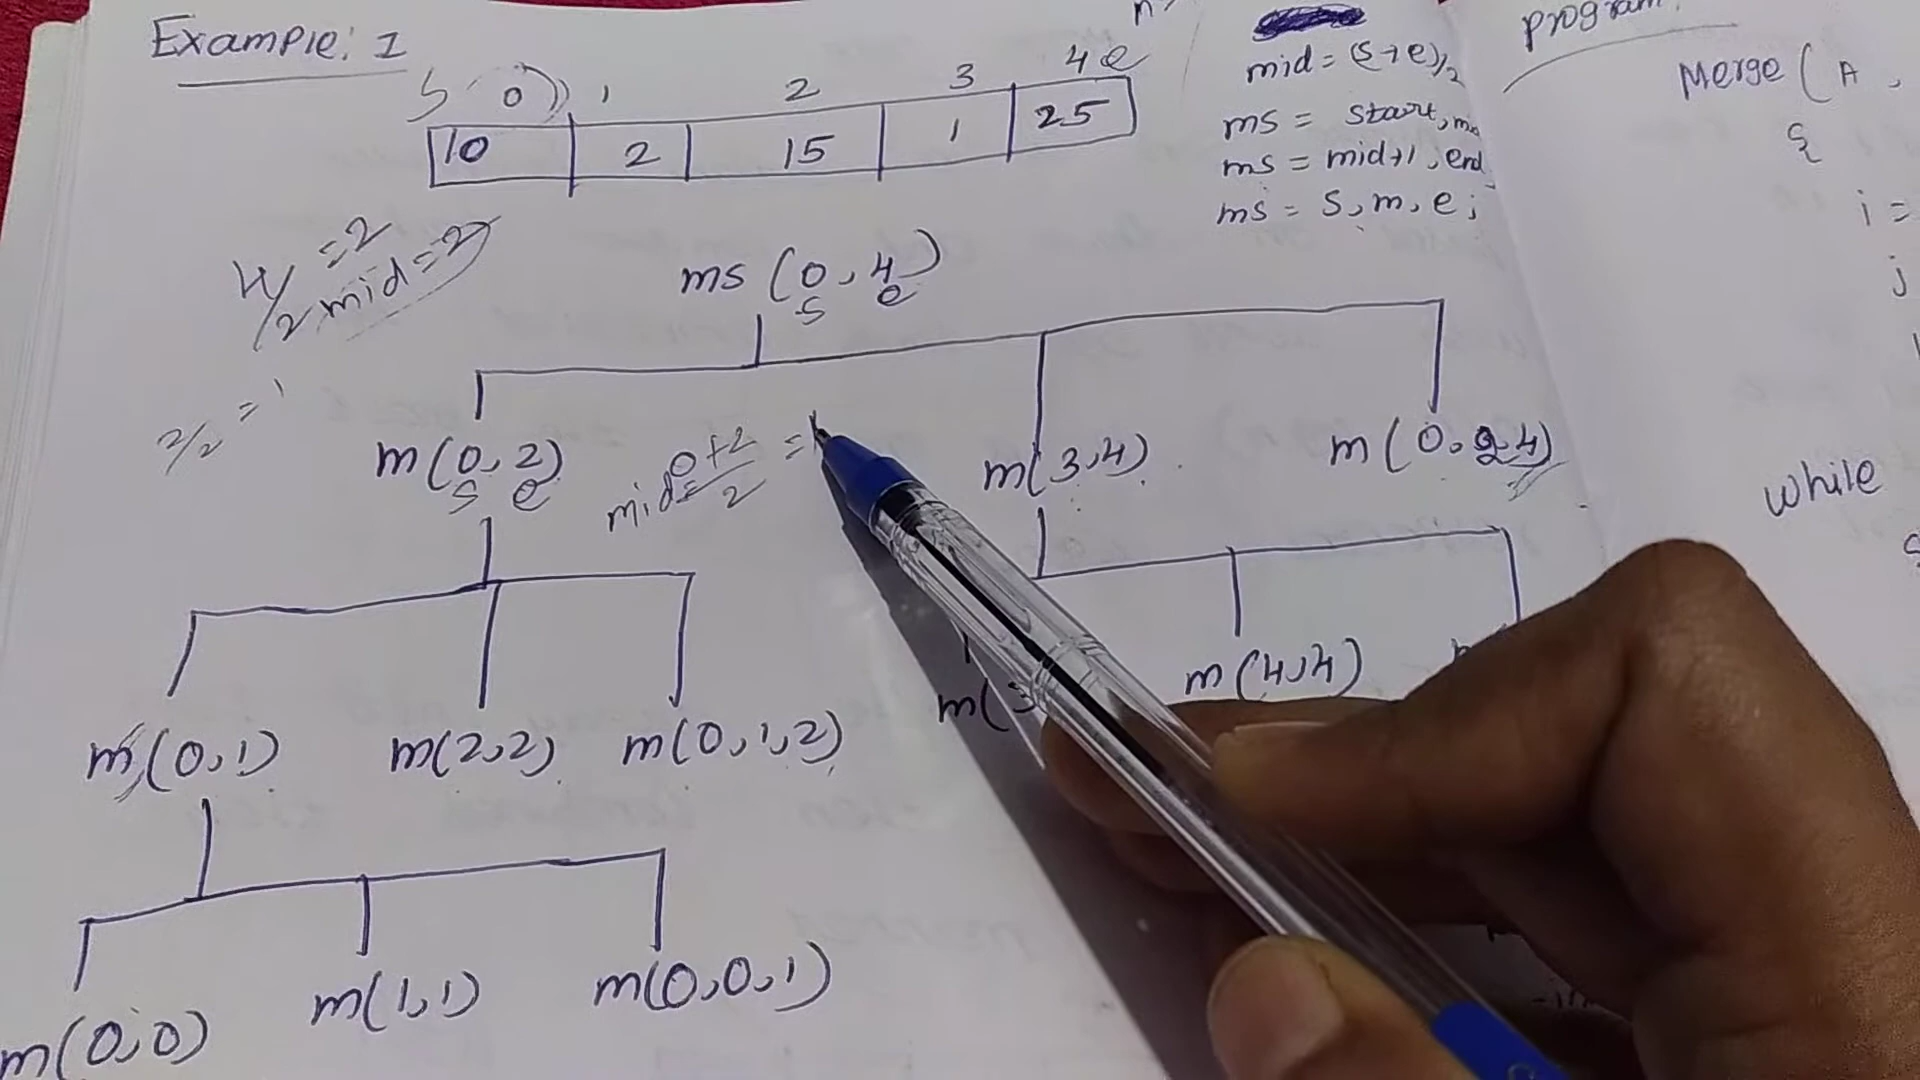 Example: 1
S 0 1 2 3 4 e
10 2 15 1 25
mid = (s+e)/2
ms = start, mid
ms = mid+1, end
ms = s, m, e;
program
Merge ( A ,
{
i =
j
while
4/2 = 2
mid = 2
2/2 = 1
ms (0, 4)
s e
m(0, 2)
s e
mid = 0+2/2 =
m(3,4)
m(0, 2 4)
m(0,1)
m(2,2)
m(0,1,2)
m(3
m(4,4)
m(0,0)
m(1,1)
m(0,0,1)